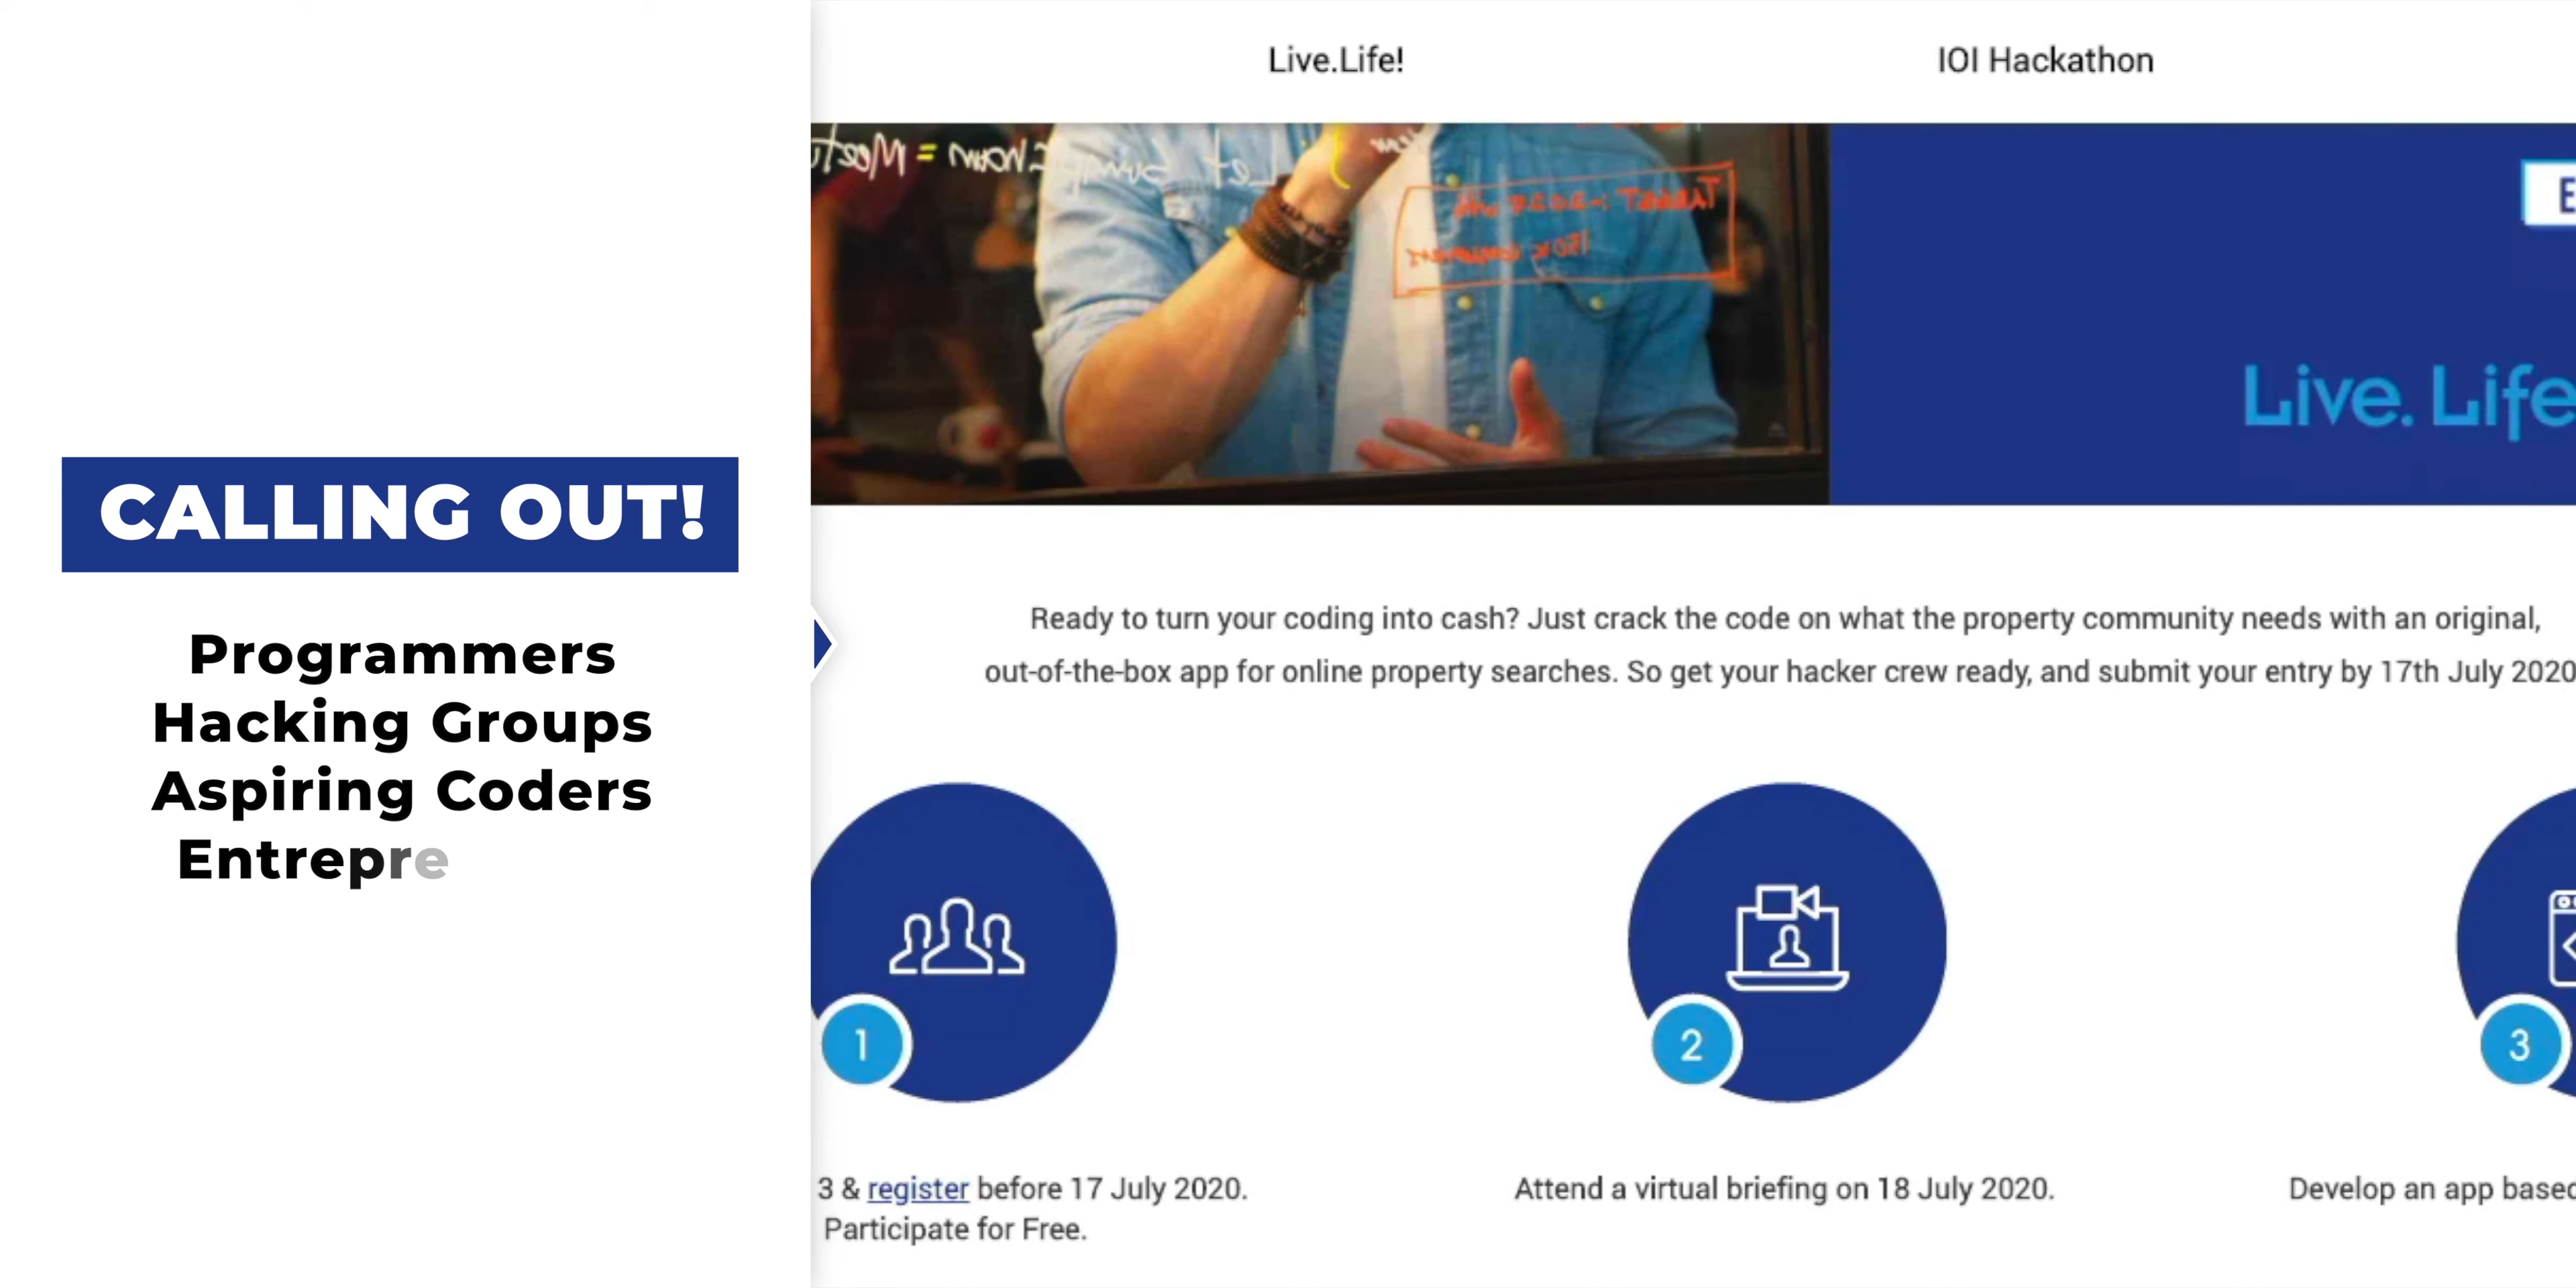 CALLING OUT!
Programmers
Hacking Groups
Aspiring Coders
Entrepre
Live.Life!
IOI Hackathon
E
Live. Life
Ready to turn your coding into cash? Just crack the code on what the property community needs with an original,
out-of-the-box app for online property searches. So get your hacker crew ready, and submit your entry by 17th July 2020
1
2
3
3 & register before 17 July 2020.
Participate for Free.
Attend a virtual briefing on 18 July 2020.
Develop an app based